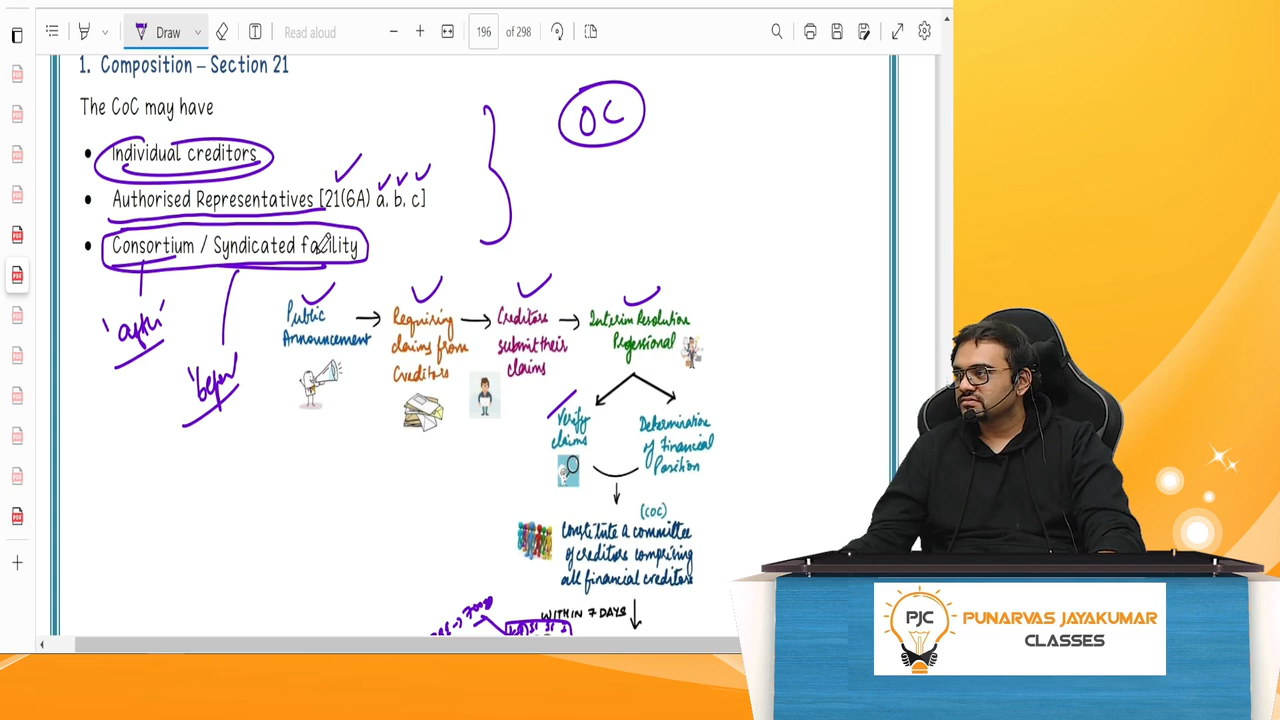 Draw
Read aloud
196
of 298
1. Composition – Section 21
The CoC may have
• Individual creditors
• Authorised Representatives [21(6A) a, b, c]
• Consortium / Syndicated facility
OC
Public
Announcement
Requiring
claims from
Creditors
Creditors
submit their
claims
Interim Resolution
Professional
Verify
claims
Determination
of Financial
Position
(COC)
Constitute a committee
of creditors comprising
all financial creditors
WITHIN 7 DAYS
PJC
PUNARVAS JAYAKUMAR
CLASSES